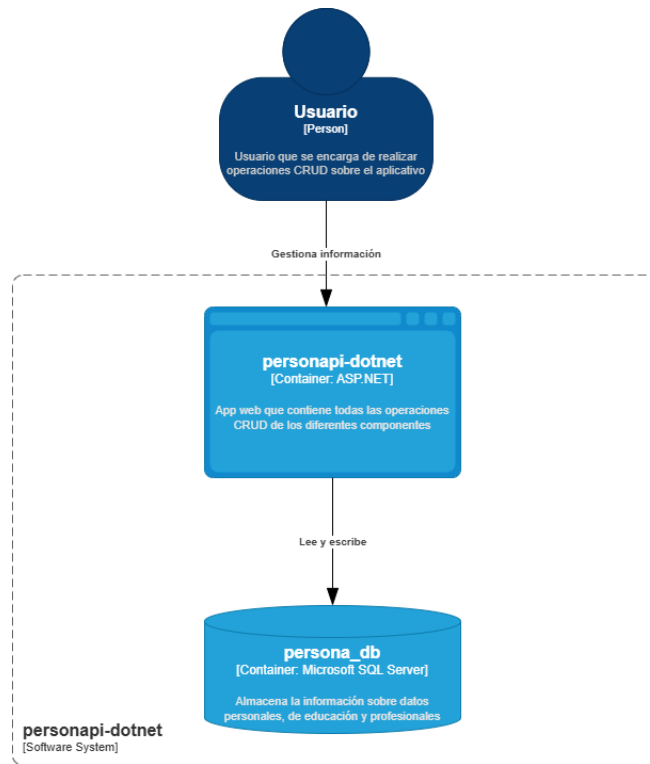 Usuario
[Person]
Usuario que se encarga de realizar
operaciones CRUD sobre el aplicativo
Gestiona información
personapi-dotnet
[Container: ASP.NET]
App web que contiene todas las operaciones
CRUD de los diferentes componentes
Lee y escribe
persona_db
[Container: Microsoft SQL Server]
Almacena la información sobre datos
personales, de educación y profesionales
personapi-dotnet
[Software System]